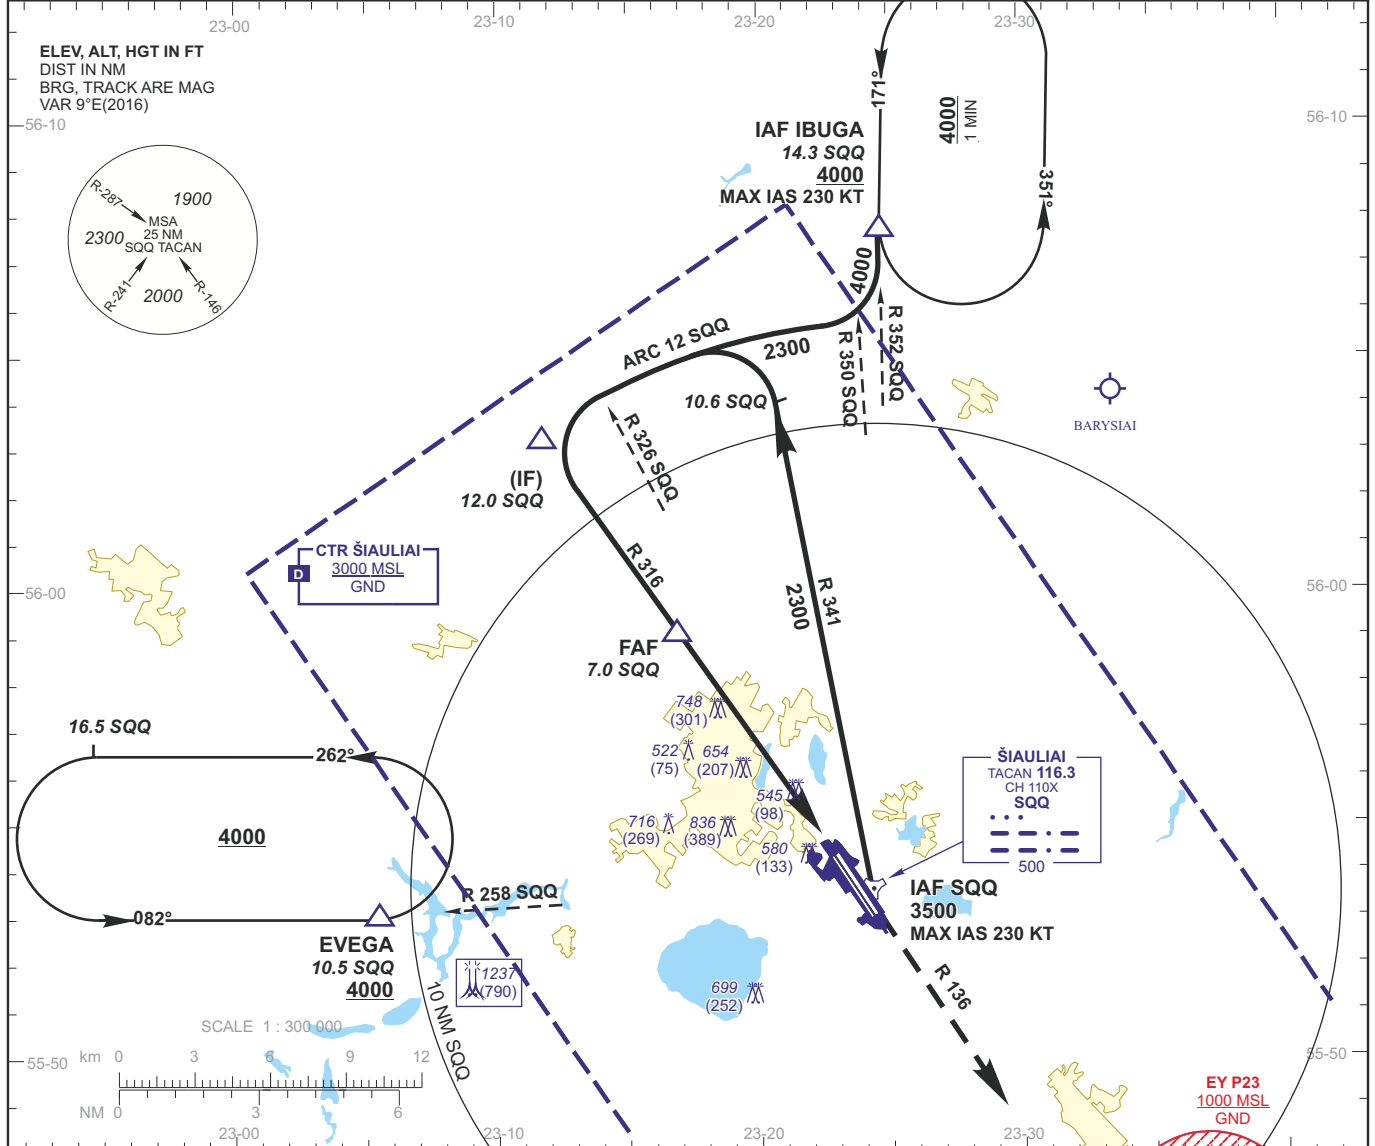 23-00
23-10
23-20
23-30
ELEV, ALT, HGT IN FT
DIST IN NM
BRG, TRACK ARE MAG
VAR 9°E(2016)
56-10
56-10
R-287
1900
MSA
25 NM
SQQ TACAN
2300
R-241
2000
R-146
171°
4000
1 MIN
351°
IAF IBUGA
14.3 SQQ
4000
MAX IAS 230 KT
4000
ARC 12 SQQ
2300
R 350 SQQ
R 352 SQQ
10.6 SQQ
R 326 SQQ
BARYSIAI
(IF)
12.0 SQQ
CTR ŠIAULIAI
D
3000 MSL
GND
R 316
R 341
2300
56-00
56-00
FAF
7.0 SQQ
748
(301)
522
(75)
654
(207)
545
(98)
716
(269)
836
(389)
580
(133)
16.5 SQQ
262°
4000
082°
R 258 SQQ
EVEGA
10.5 SQQ
4000
1237
(790)
699
(252)
ŠIAULIAI
TACAN 116.3
CH 110X
SQQ
500
IAF SQQ
3500
MAX IAS 230 KT
R 136
10 NM SQQ
SCALE 1 : 300 000
km 0 3 6 9 12
NM 0 3 6
55-50
55-50
EY P23
1000 MSL
GND
23-00
23-10
23-20
23-30